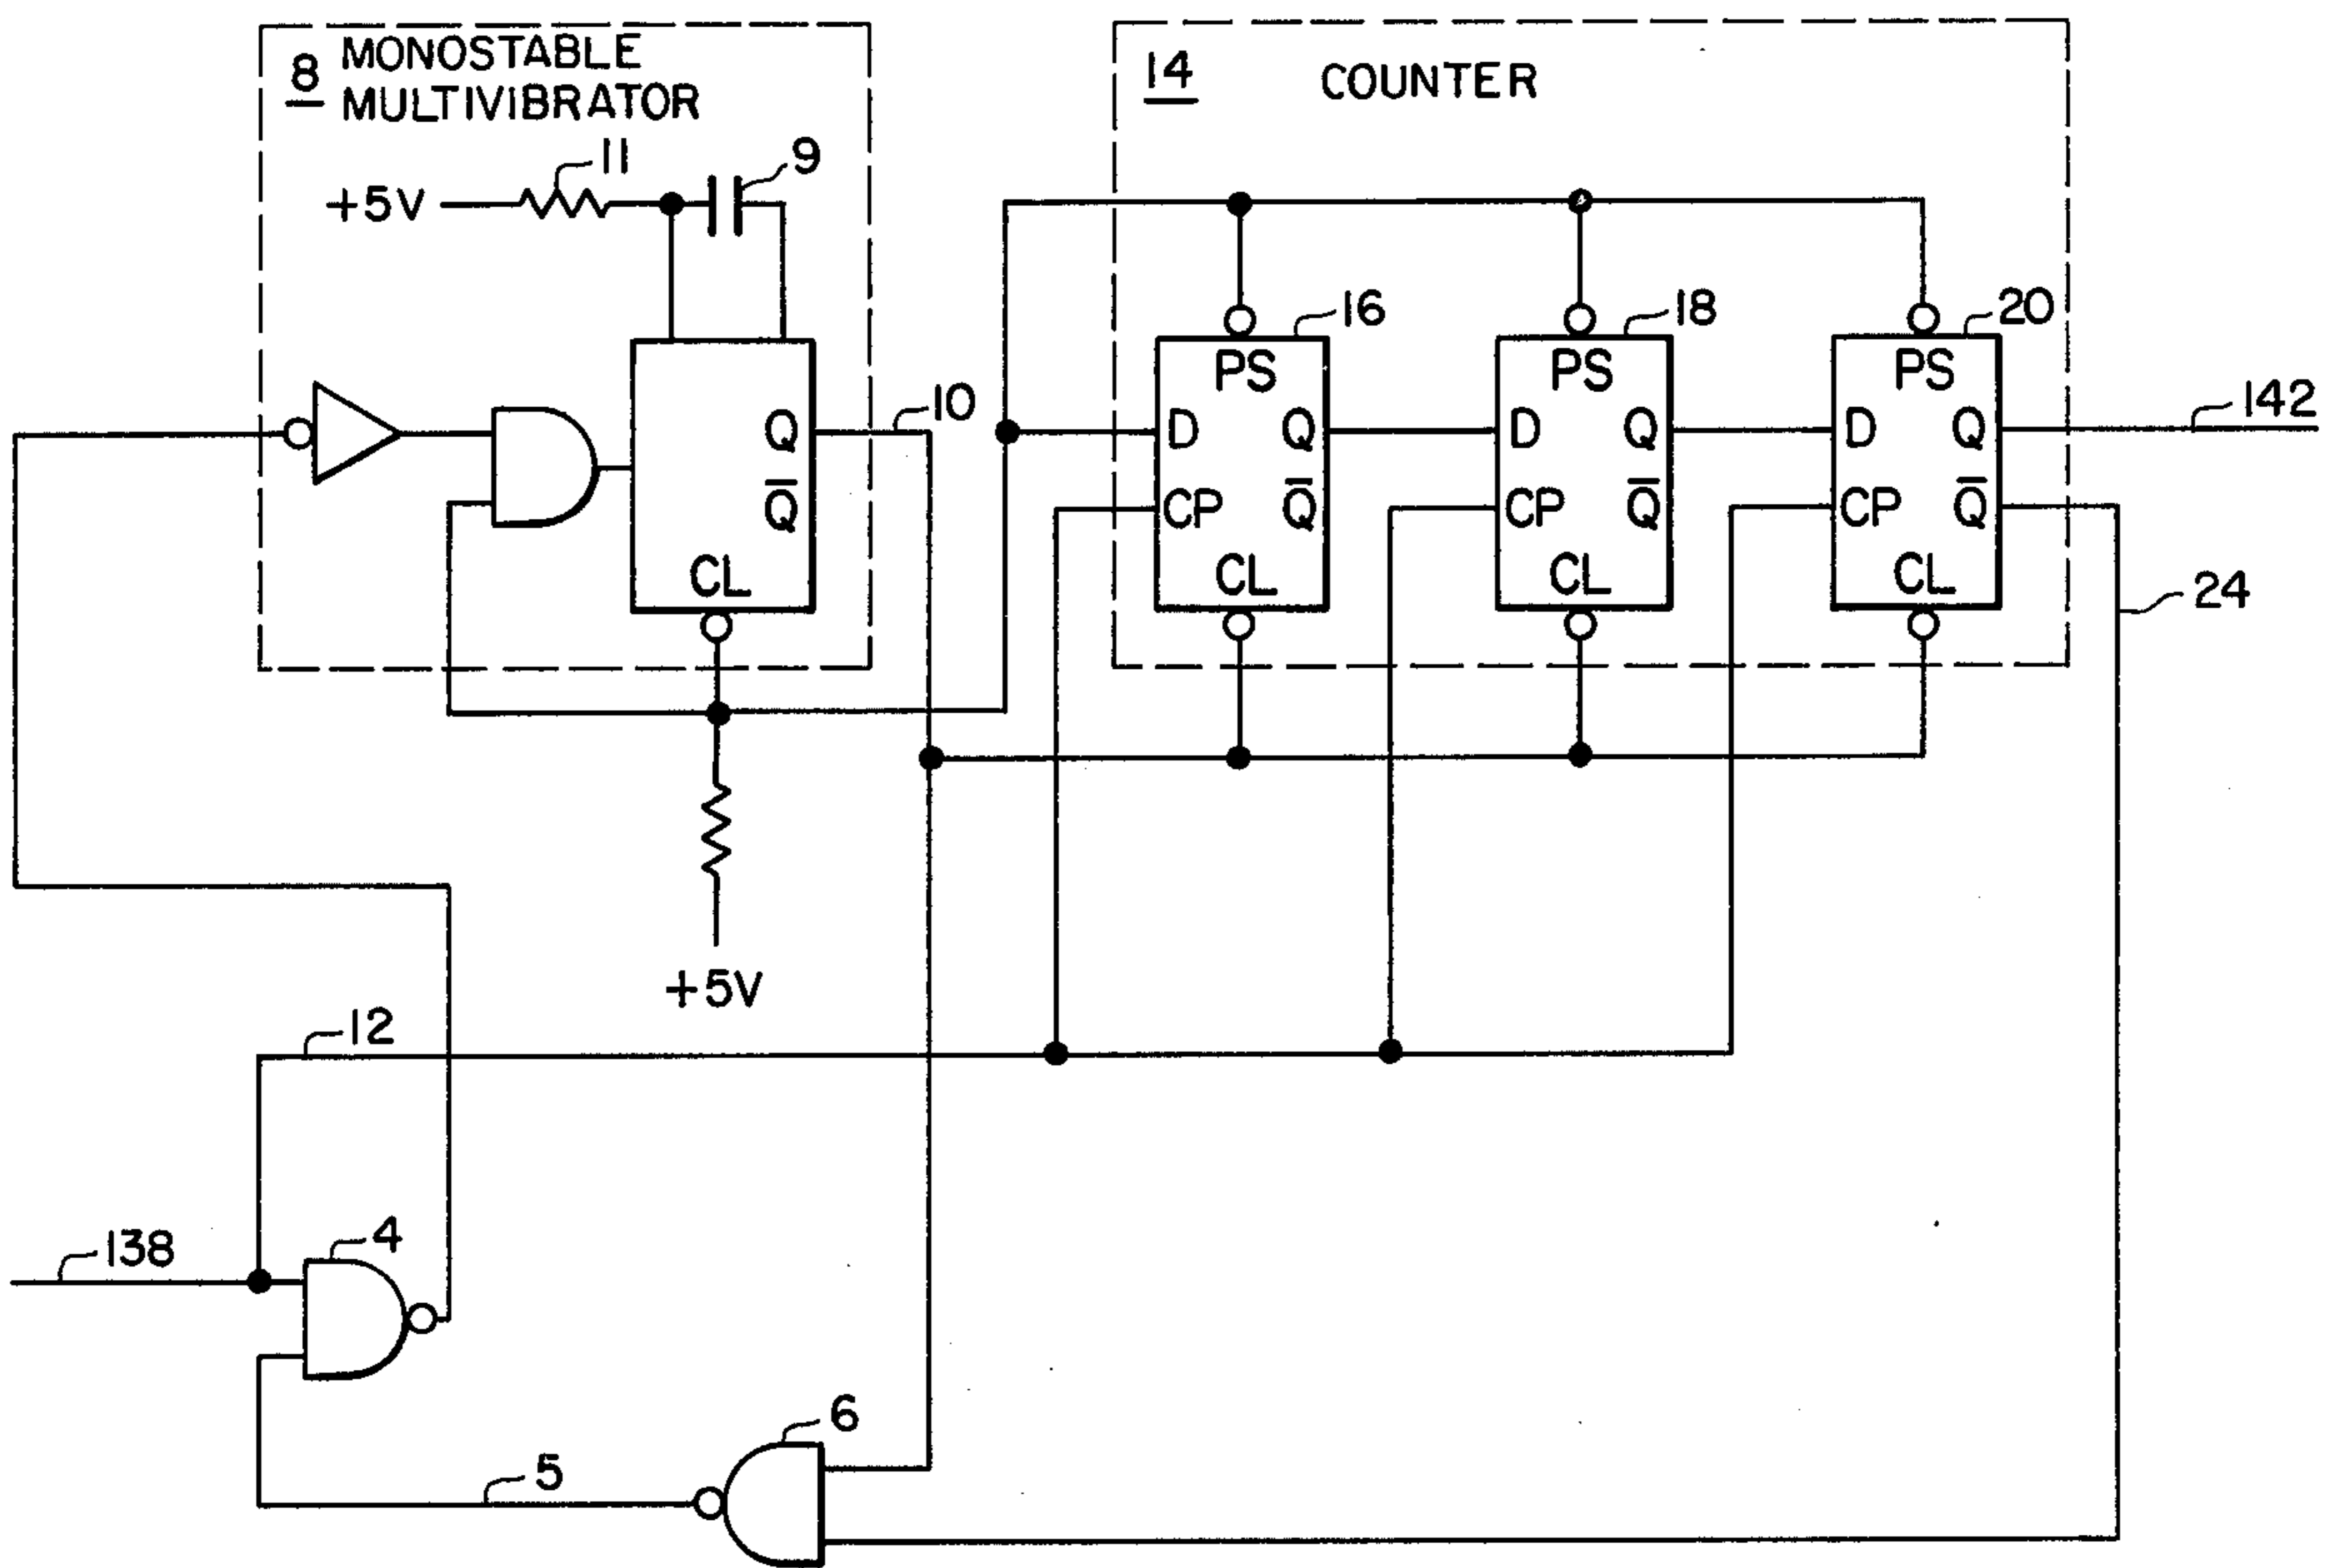 8 MONOSTABLE
MULTIVIBRATOR
11
9
+5V
Q
Q̅
CL
10
+5V
14 COUNTER
16
18
20
PS
D Q
CP Q̅
CL
PS
D Q
CP Q̅
CL
PS
D Q
CP Q̅
CL
142
24
12
138
4
5
6